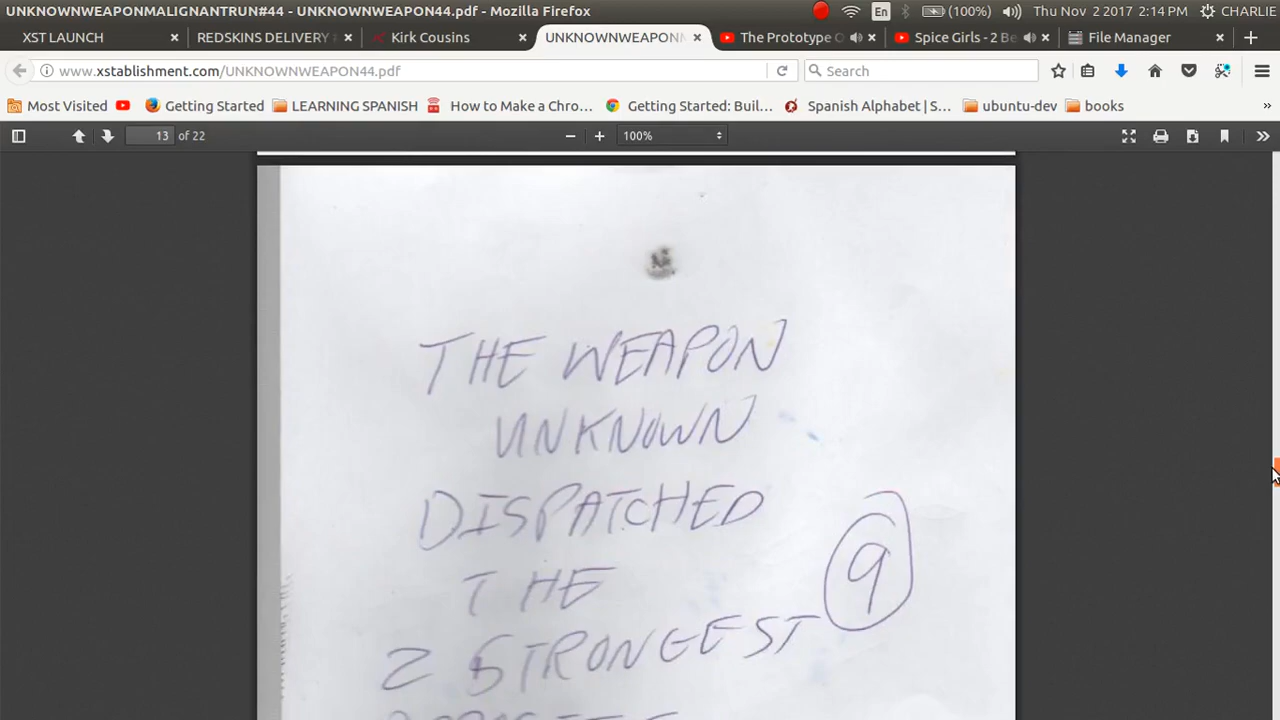 UNKNOWNWEAPONMALIGNANTRUN#44 - UNKNOWNWEAPON44.pdf - Mozilla Firefox
En (100%) Thu Nov 2 2017 2:14 PM CHARLIE
XST LAUNCH
REDSKINS DELIVERY
Kirk Cousins
UNKNOWNWEAPONM
The Prototype O
Spice Girls - 2 Be
File Manager
www.xstablishment.com/UNKNOWNWEAPON44.pdf
Search
Most Visited
Getting Started
LEARNING SPANISH
How to Make a Chro...
Getting Started: Buil...
Spanish Alphabet | S...
ubuntu-dev
books
13 of 22
100%
THE WEAPON
UNKNOWN
DISPATCHED
THE
9
2 STRONGEST